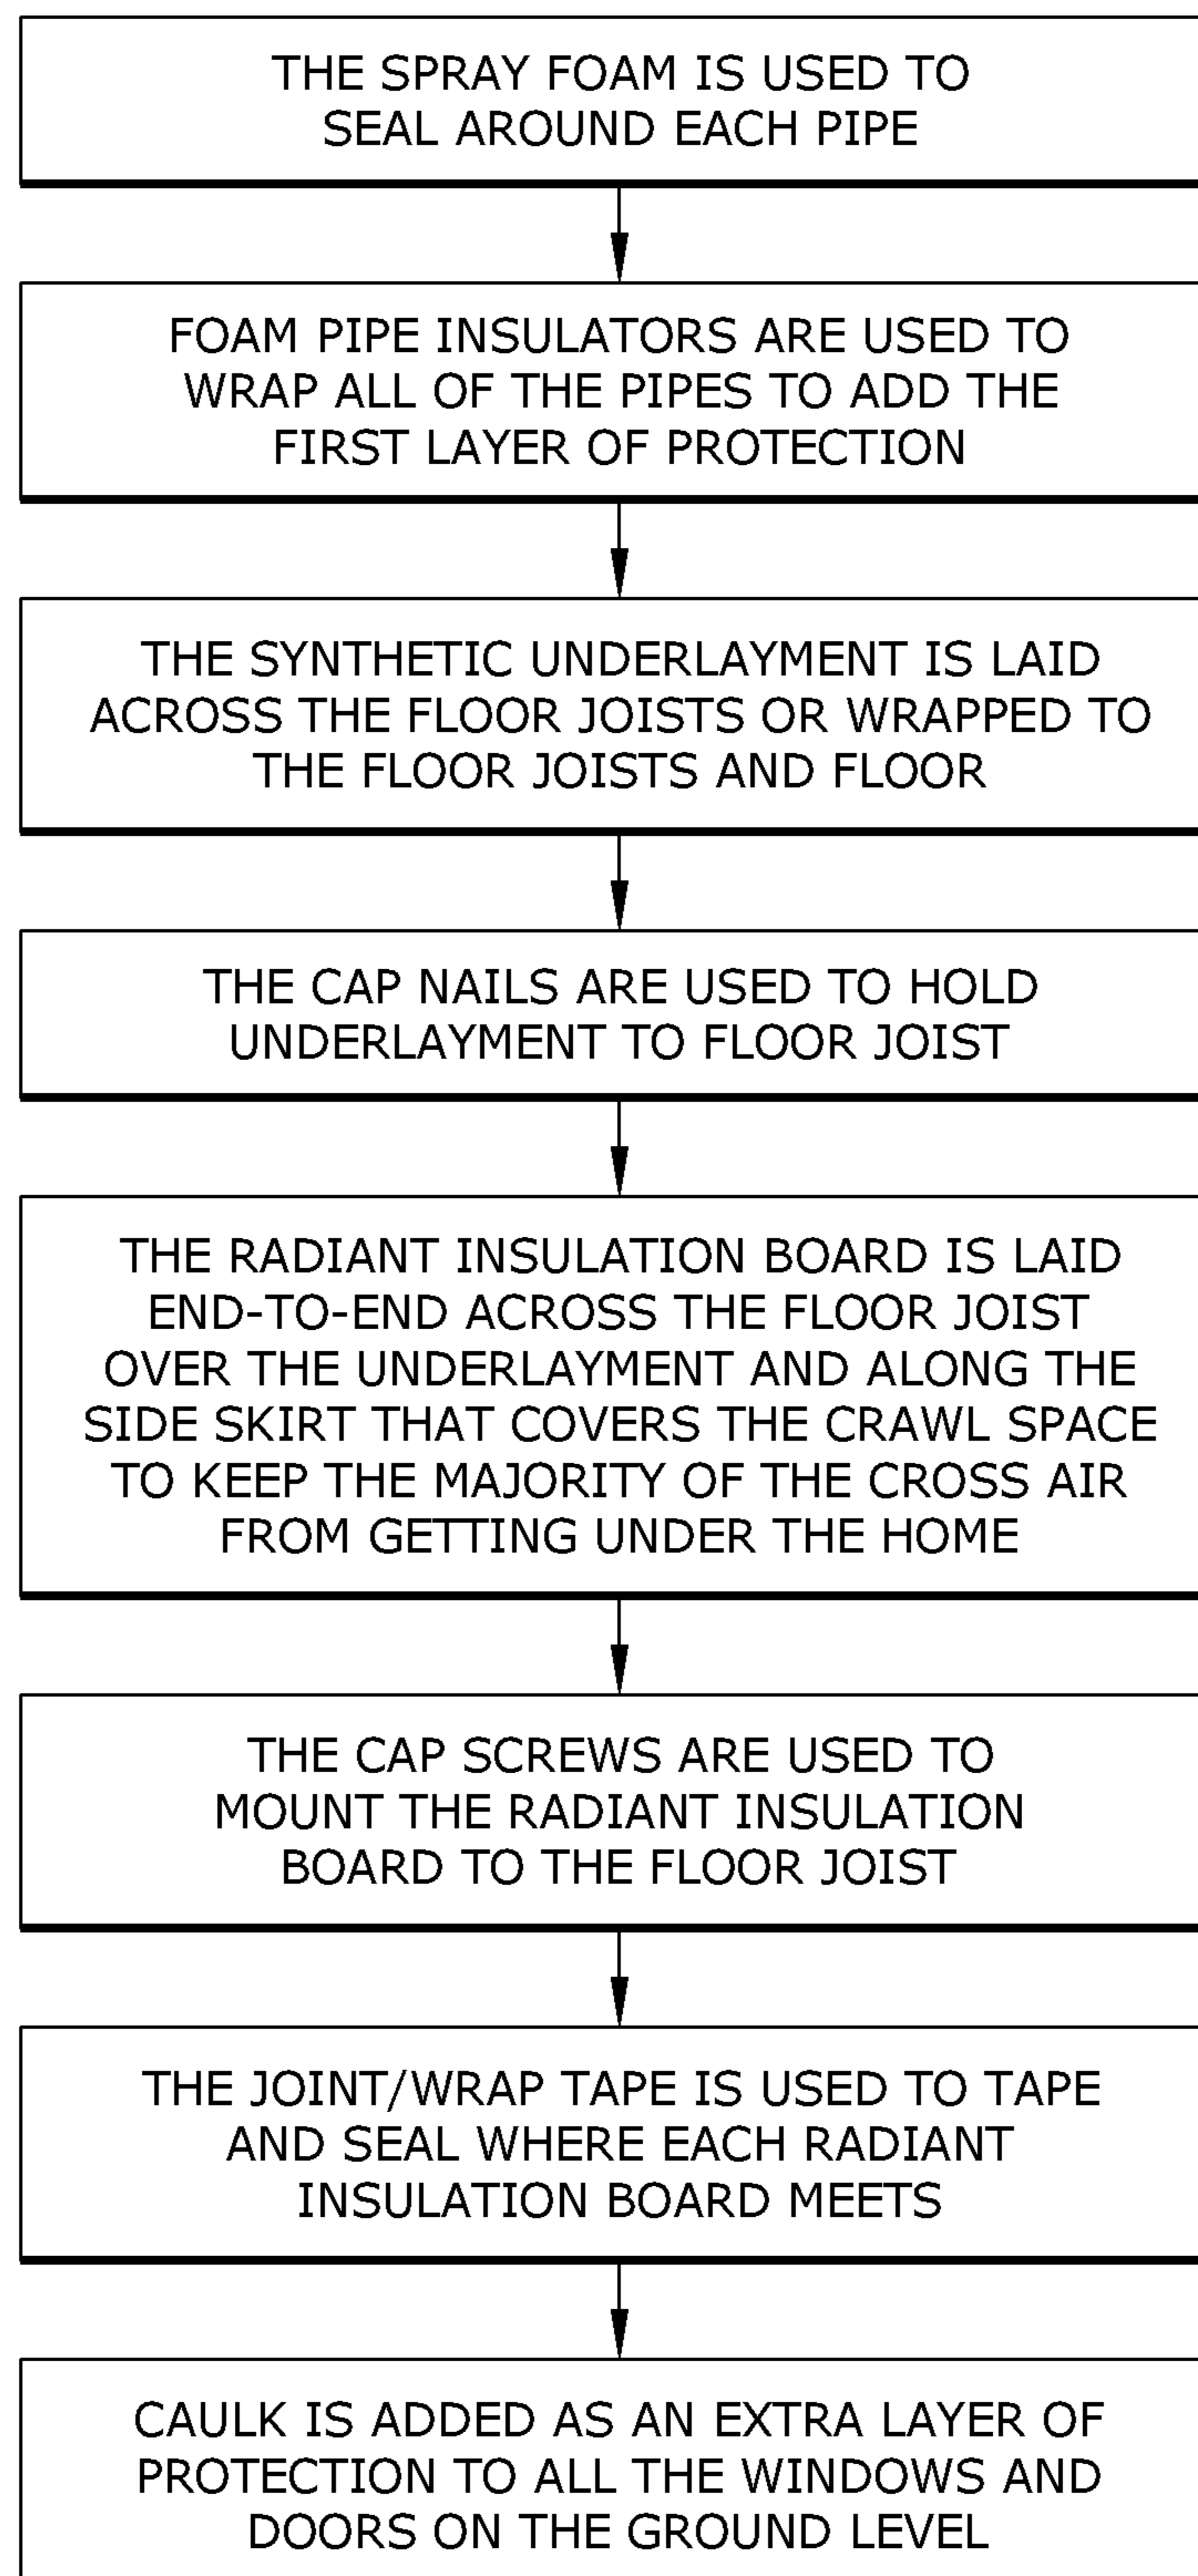 THE SPRAY FOAM IS USED TO
SEAL AROUND EACH PIPE
FOAM PIPE INSULATORS ARE USED TO
WRAP ALL OF THE PIPES TO ADD THE
FIRST LAYER OF PROTECTION
THE SYNTHETIC UNDERLAYMENT IS LAID
ACROSS THE FLOOR JOISTS OR WRAPPED TO
THE FLOOR JOISTS AND FLOOR
THE CAP NAILS ARE USED TO HOLD
UNDERLAYMENT TO FLOOR JOIST
THE RADIANT INSULATION BOARD IS LAID
END-TO-END ACROSS THE FLOOR JOIST
OVER THE UNDERLAYMENT AND ALONG THE
SIDE SKIRT THAT COVERS THE CRAWL SPACE
TO KEEP THE MAJORITY OF THE CROSS AIR
FROM GETTING UNDER THE HOME
THE CAP SCREWS ARE USED TO
MOUNT THE RADIANT INSULATION
BOARD TO THE FLOOR JOIST
THE JOINT/WRAP TAPE IS USED TO TAPE
AND SEAL WHERE EACH RADIANT
INSULATION BOARD MEETS
CAULK IS ADDED AS AN EXTRA LAYER OF
PROTECTION TO ALL THE WINDOWS AND
DOORS ON THE GROUND LEVEL